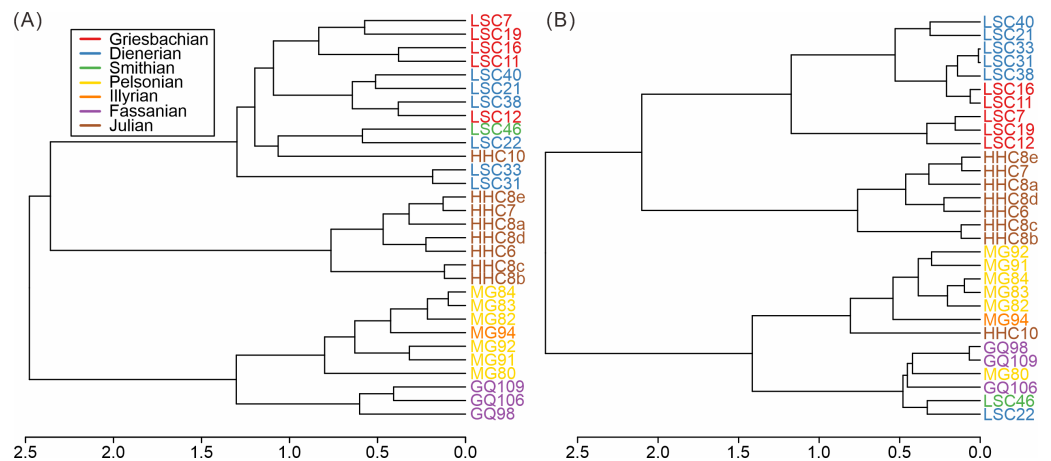 (A)
Griesbachian
Dienerian
Smithian
Pelsonian
Illyrian
Fassanian
Julian
LSC7
LSC19
LSC16
LSC11
LSC40
LSC21
LSC38
LSC12
LSC46
LSC22
HHC10
LSC33
LSC31
HHC8e
HHC7
HHC8a
HHC8d
HHC6
HHC8c
HHC8b
MG84
MG83
MG82
MG94
MG92
MG91
MG80
GQ109
GQ106
GQ98
2.5 2.0 1.5 1.0 0.5 0.0
(B)
LSC40
LSC21
LSC33
LSC31
LSC38
LSC16
LSC11
LSC7
LSC19
LSC12
HHC8e
HHC7
HHC8a
HHC8d
HHC6
HHC8c
HHC8b
MG92
MG91
MG84
MG83
MG82
MG94
HHC10
GQ98
GQ109
MG80
GQ106
LSC46
LSC22
2.5 2.0 1.5 1.0 0.5 0.0